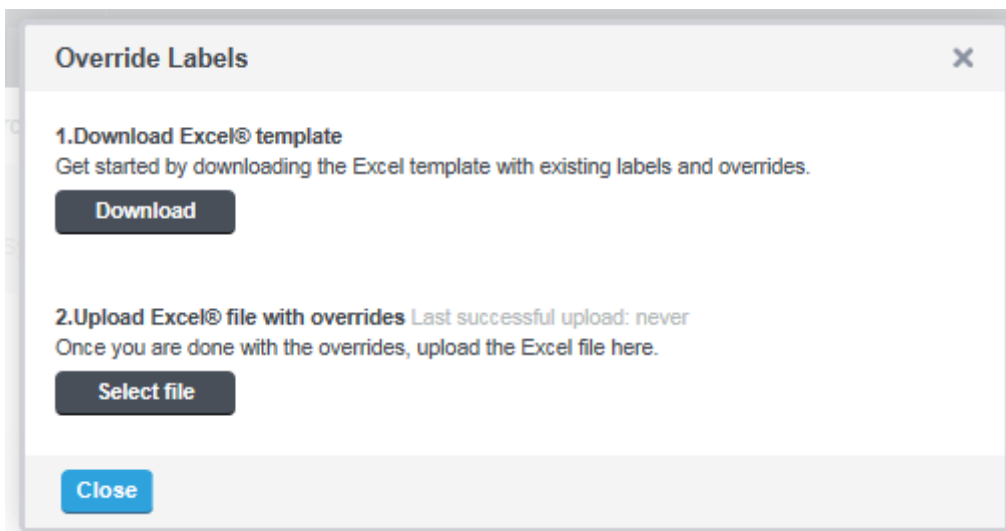 Override Labels
1.Download Excel® template
Get started by downloading the Excel template with existing labels and overrides.
Download
2.Upload Excel® file with overrides Last successful upload: never
Once you are done with the overrides, upload the Excel file here.
Select file
Close